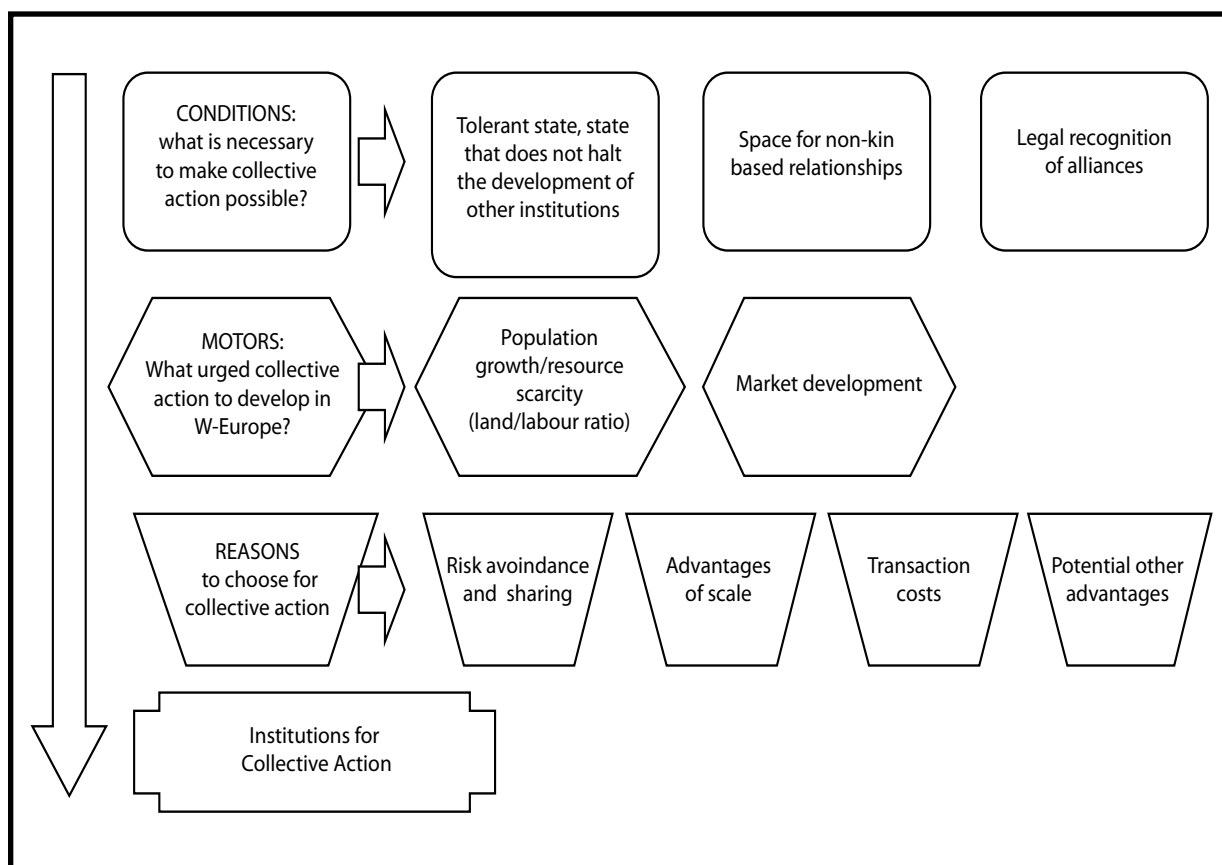 CONDITIONS:
what is necessary
to make collective
action possible?
Tolerant state, state
that does not halt
the development of
other institutions
Space for non-kin
based relationships
Legal recognition
of alliances
MOTORS:
What urged collective
action to develop in
W-Europe?
Population
growth/resource
scarcity
(land/labour ratio)
Market development
REASONS
to choose for
collective action
Risk avoindance
and sharing
Advantages
of scale
Transaction
costs
Potential other
advantages
Institutions for
Collective Action